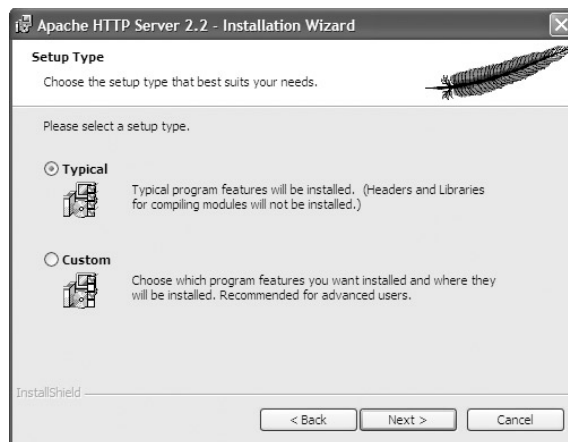 Apache HTTP Server 2.2 - Installation Wizard
Setup Type
Choose the setup type that best suits your needs.
Please select a setup type.
Typical
Typical program features will be installed. (Headers and Libraries
for compiling modules will not be installed.)
Custom
Choose which program features you want installed and where they
will be installed. Recommended for advanced users.
InstallShield
< Back
Next >
Cancel